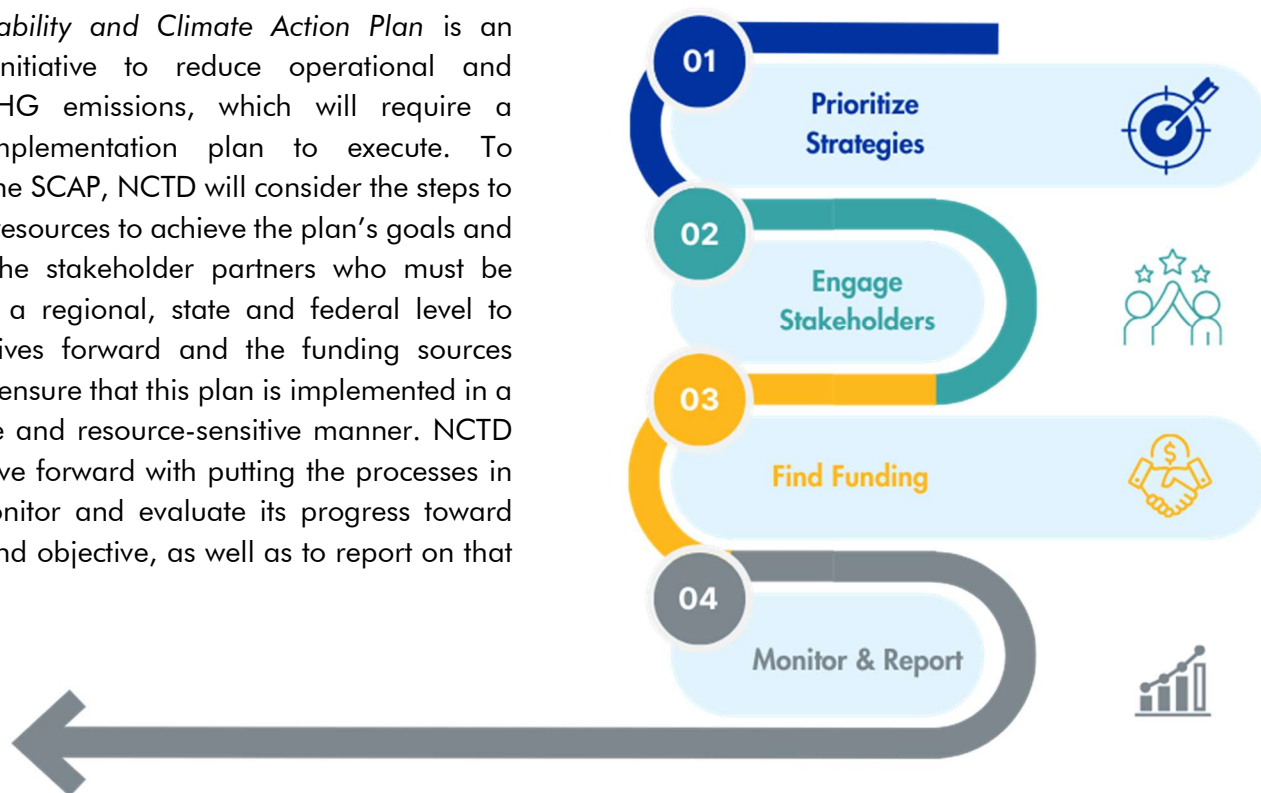 ability and Climate Action Plan is an
nitiative to reduce operational and
HG emissions, which will require a
mplementation plan to execute. To
he SCAP, NCTD will consider the steps to
resources to achieve the plan's goals and
he stakeholder partners who must be
a regional, state and federal level to
ives forward and the funding sources
ensure that this plan is implemented in a
e and resource-sensitive manner. NCTD
ve forward with putting the processes in
onitor and evaluate its progress toward
nd objective, as well as to report on that
01
Prioritize
Strategies
02
Engage
Stakeholders
03
Find Funding
04
Monitor & Report